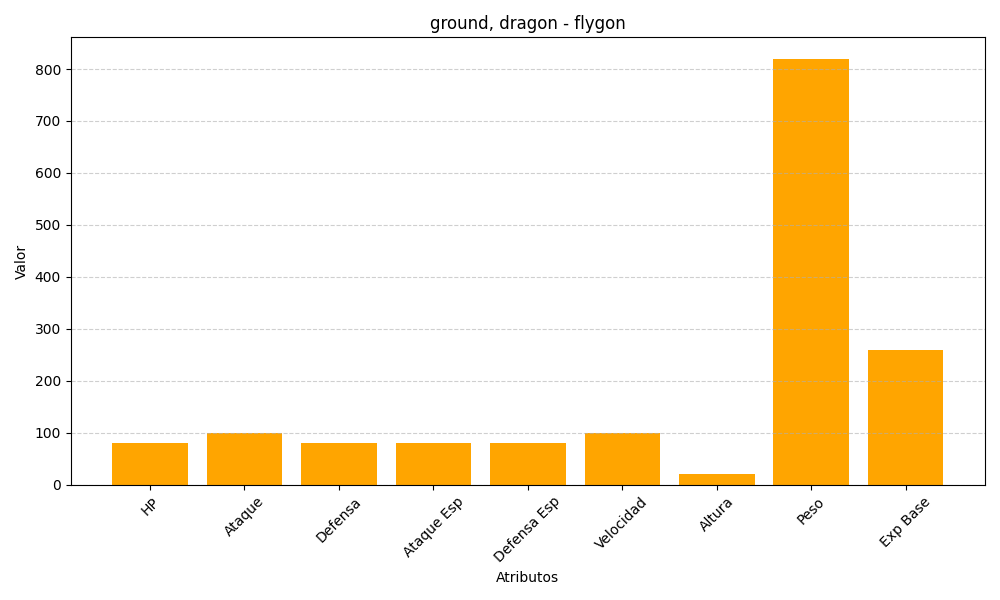 ground, dragon - flygon
Valor
800
700
600
500
400
300
200
100
0
HP
Ataque
Defensa
Ataque Esp
Defensa Esp
Velocidad
Altura
Peso
Exp Base
Atributos